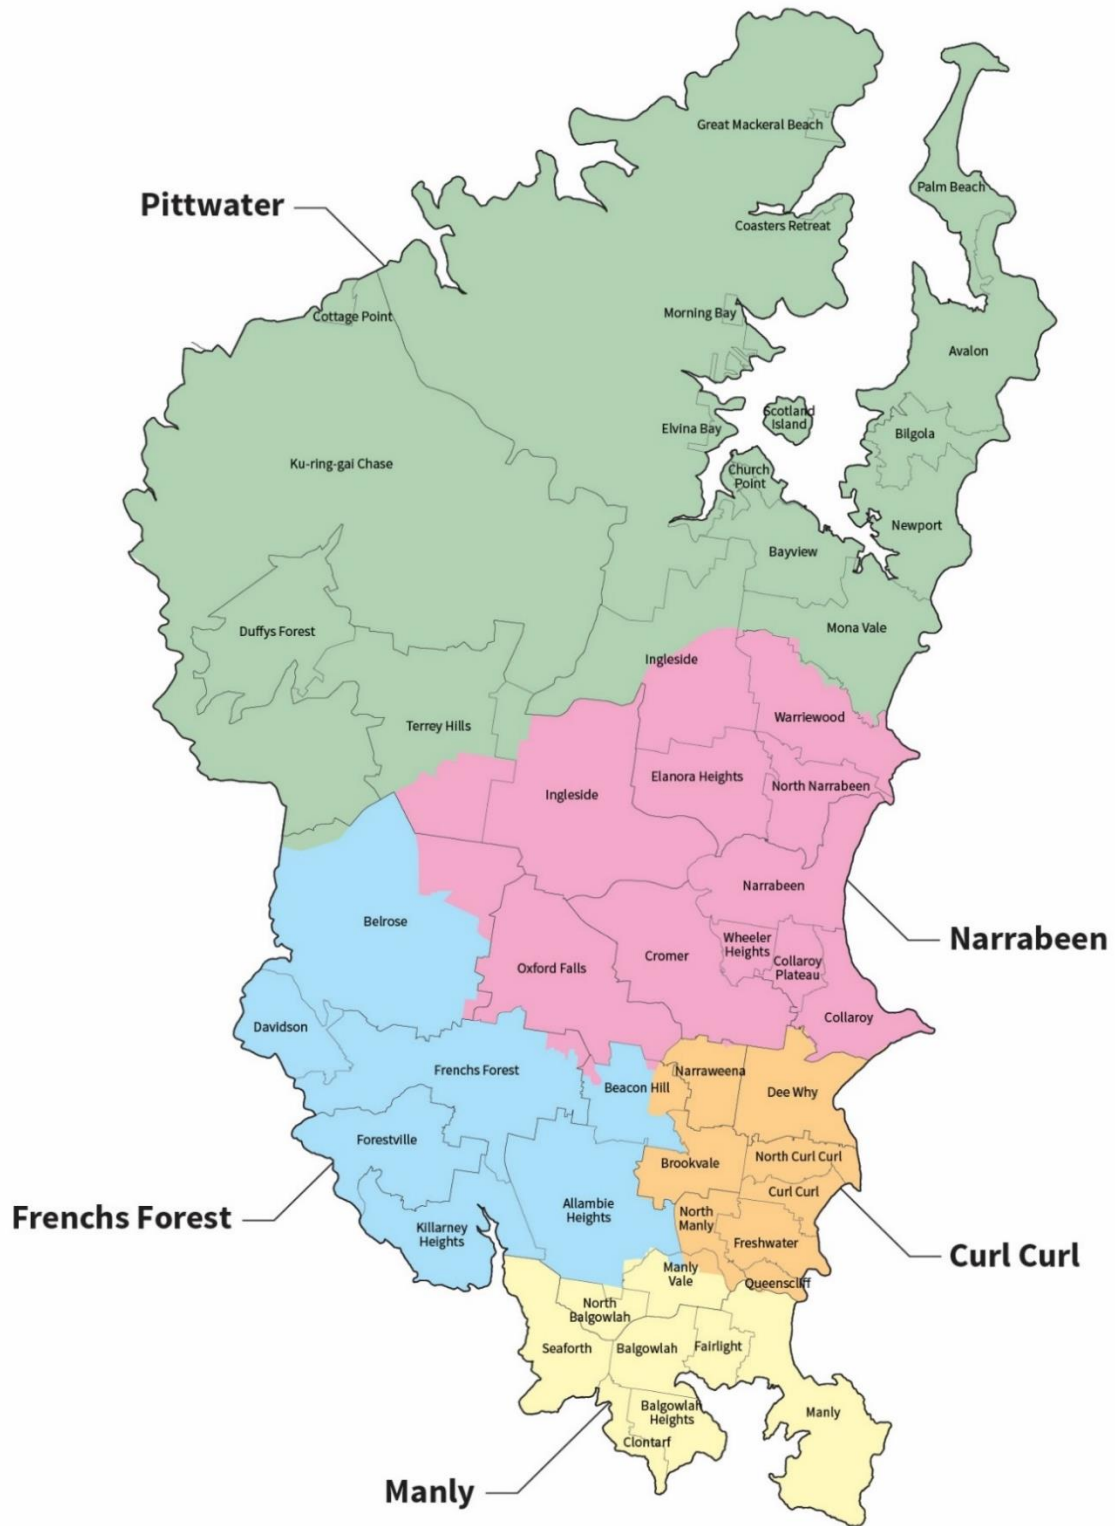 Great Mackeral Beach
Palm Beach
Pittwater
Coasters Retreat
Morning Bay
Cottage Point
Avalon
Scotland
Island
Elvina Bay
Bilgola
Ku-ring-gai Chase
Church
Point
Newport
Bayview
Duffys Forest
Mona Vale
Ingleside
Warriewood
Terrey Hills
Elanora Heights
North Narrabeen
Ingleside
Narrabeen
Belrose
Wheeler
Heights
Narrabeen
Cromer
Collaroy
Plateau
Oxford Falls
Collaroy
Davidson
Frenchs Forest
Narraweena
Beacon Hill
Dee Why
Forestville
Brookvale
North Curl Curl
Curl Curl
Allambie
Heights
North
Manly
Frenchs Forest
Killarney
Heights
Freshwater
Curl Curl
Manly
Vale
Queenscliff
North
Balgowlah
Seaforth
Balgowlah
Fairlight
Balgowlah
Heights
Manly
Clontarf
Manly